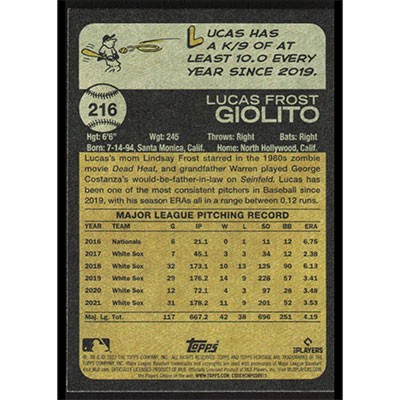 LUCAS HAS
A K/9 OF AT
LEAST 10.0 EVERY
YEAR SINCE 2019.
216
LUCAS FROST
GIOLITO
Hgt: 6'6" Wgt: 245 Throws: Right Bats: Right
Born: 7-14-94, Santa Monica, Calif. Home: North Hollywood, Calif.
Lucas's mom Lindsay Frost starred in the 1980s zombie
movie Dead Heat, and grandfather Warren played George
Costanza's would-be-father-in-law on Seinfeld. Lucas has
been one of the most consistent pitchers in Baseball since
2019, with his season ERAs all in a range between 0.12 runs.
MAJOR LEAGUE PITCHING RECORD
YEAR TEAM G IP W L SO BB ERA
2016 Nationals 6 21.1 0 1 11 12 6.75
2017 White Sox 7 45.1 3 3 34 12 2.38
2018 White Sox 32 173.1 10 13 125 90 6.13
2019 White Sox 29 176.2 14 9 228 57 3.41
2020 White Sox 12 72.1 4 3 97 28 3.48
2021 White Sox 31 178.2 11 9 201 52 3.53
Maj. Lg. Tot. 117 667.2 42 38 696 251 4.19
TOPPS
PLAYERS